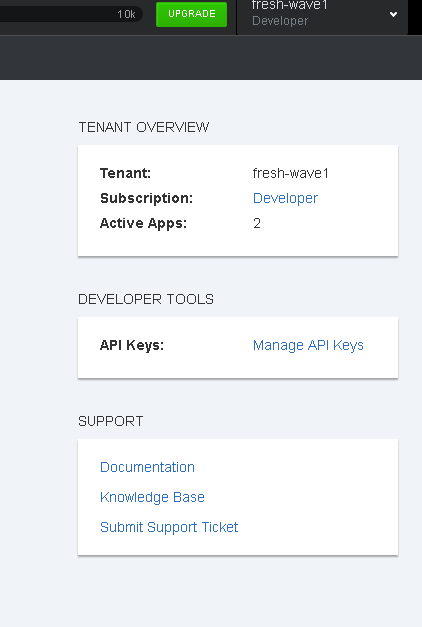 10k
UPGRADE
fresh-wave1
Developer
TENANT OVERVIEW
Tenant: fresh-wave1
Subscription: Developer
Active Apps: 2
DEVELOPER TOOLS
API Keys: Manage API Keys
SUPPORT
Documentation
Knowledge Base
Submit Support Ticket